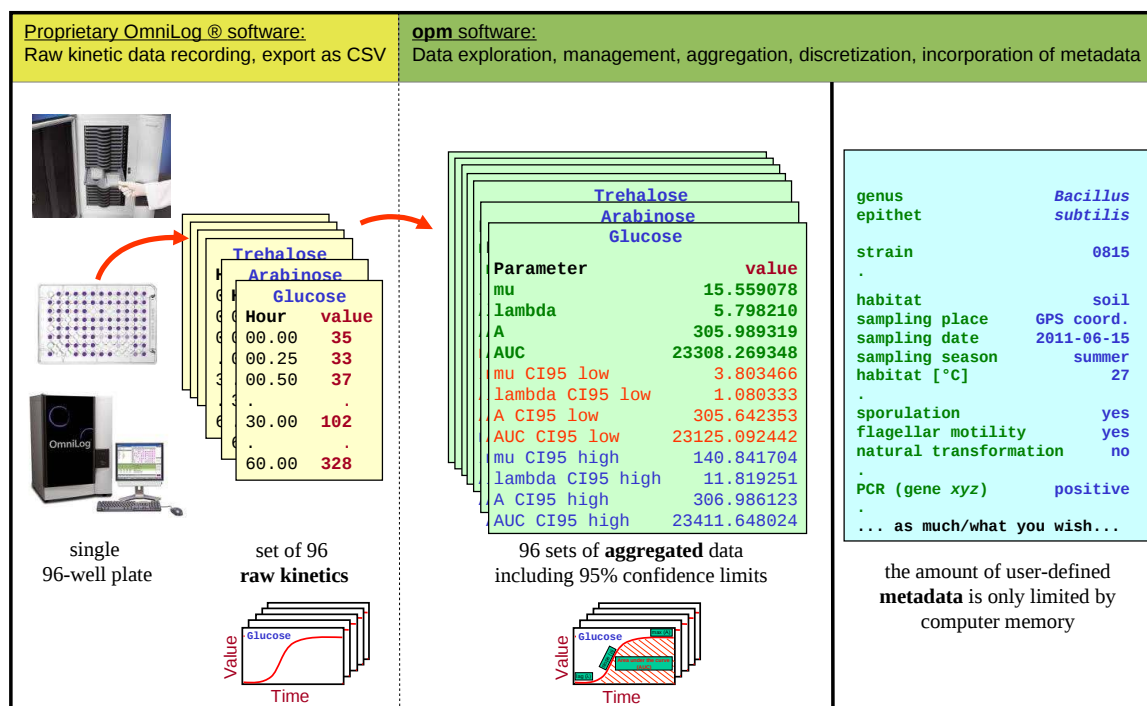 Proprietary OmniLog ® software:
Raw kinetic data recording, export as CSV
opm software:
Data exploration, management, aggregation, discretization, incorporation of metadata
OmniLog
single
96-well plate
Trehalose
Arabinose
Glucose
Hour value
00.00 35
00.25 33
00.50 37
. .
30.00 102
. .
60.00 328
set of 96
raw kinetics
Glucose
Value
Time
Trehalose
Arabinose
Glucose
Parameter value
mu 15.559078
lambda 5.798210
A 305.989319
AUC 23308.269348
mu CI95 low 3.803466
lambda CI95 low 1.080333
A CI95 low 305.642353
AUC CI95 low 23125.092442
mu CI95 high 140.841704
lambda CI95 high 11.819251
A CI95 high 306.986123
AUC CI95 high 23411.648024
96 sets of aggregated data
including 95% confidence limits
Glucose
Value
Time
genus Bacillus
epithet subtilis
strain 0815
.
habitat soil
sampling place GPS coord.
sampling date 2011-06-15
sampling season summer
habitat [°C] 27
.
sporulation yes
flagellar motility yes
natural transformation no
.
PCR (gene xyz) positive
.
... as much/what you wish...
the amount of user-defined
metadata is only limited by
computer memory